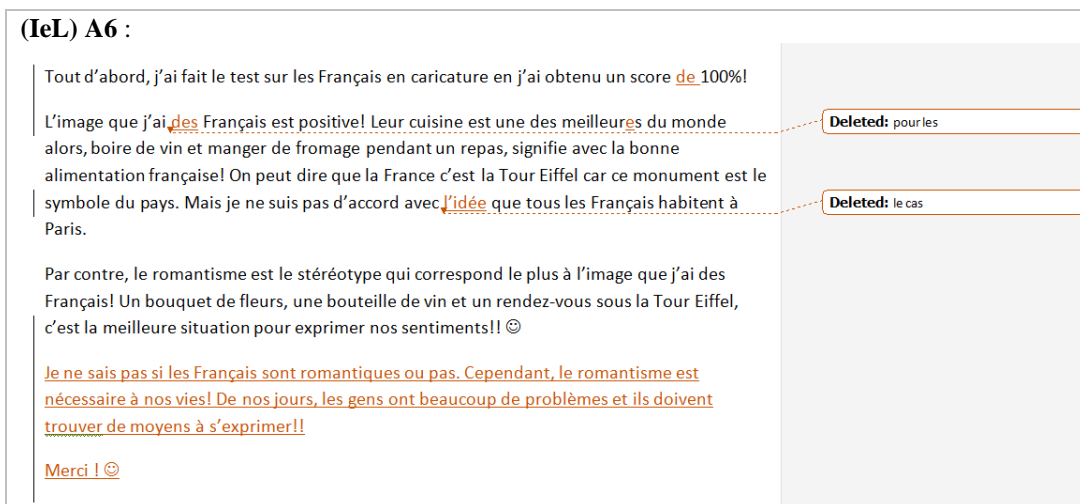 (IeL) A6 :
Tout d’abord, j’ai fait le test sur les Français en caricature en j’ai obtenu un score de 100%!
L’image que j’ai des Français est positive! Leur cuisine est une des meilleures du monde
Deleted: pour les
alors, boire de vin et manger de fromage pendant un repas, signifie avec la bonne
alimentation française! On peut dire que la France c’est la Tour Eiffel car ce monument est le
symbole du pays. Mais je ne suis pas d’accord avec l’idée que tous les Français habitent à
Deleted: le cas
Paris.
Par contre, le romantisme est le stéréotype qui correspond le plus à l’image que j’ai des
Français! Un bouquet de fleurs, une bouteille de vin et un rendez-vous sous la Tour Eiffel,
c’est la meilleure situation pour exprimer nos sentiments!! ☺
Je ne sais pas si les Français sont romantiques ou pas. Cependant, le romantisme est
nécessaire à nos vies! De nos jours, les gens ont beaucoup de problèmes et ils doivent
trouver de moyens à s’exprimer!!
Merci ! ☺